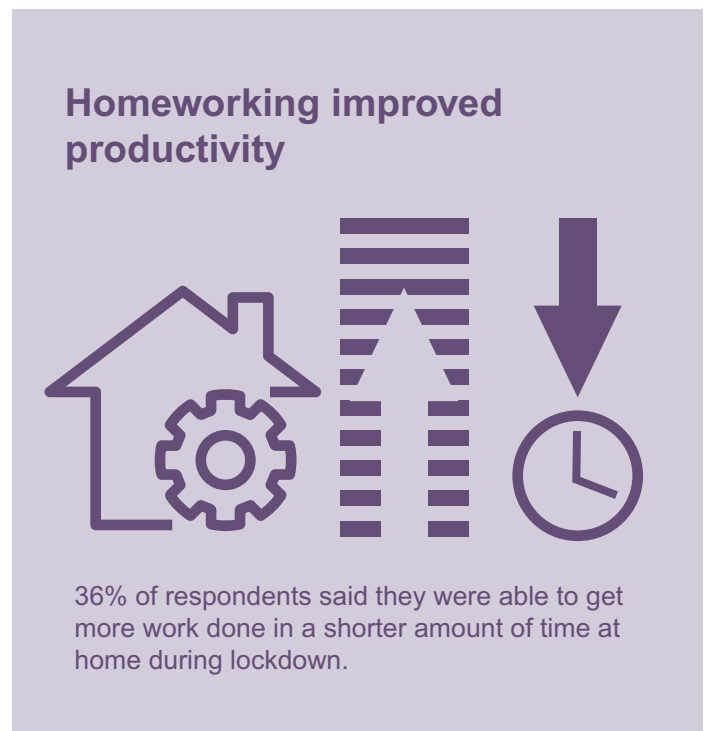 Homeworking improved
productivity
36% of respondents said they were able to get
more work done in a shorter amount of time at
home during lockdown.